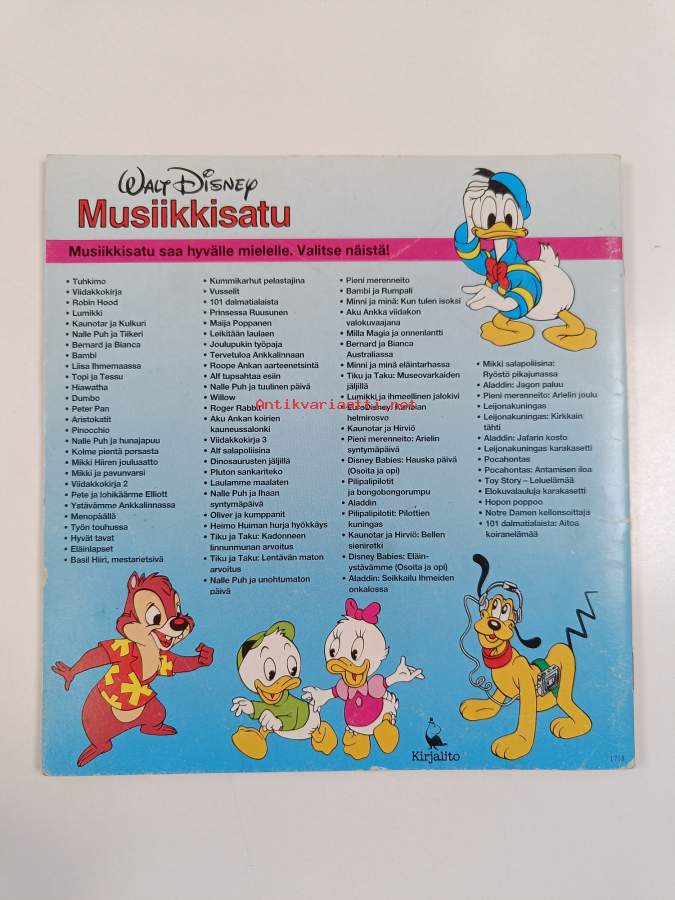 WALT DISNEY
Musiikkisatu
Musiikkisatu saa hyvälle mielelle. Valitse näistä!
• Tuhkimo
• Viidakkokirja
• Robin Hood
• Lumikki
• Kaunotar ja Kulkuri
• Nalle Puh ja Tiikeri
• Bernard ja Bianca
• Bambi
• Liisa Ihmemaassa
• Topi ja Tessu
• Hiawatha
• Dumbo
• Peter Pan
• Aristokatit
• Pinocchio
• Nalle Puh ja hunajapuu
• Kolme pientä porsasta
• Mikki Hiiren jouluaatto
• Mikki ja pavunvarsi
• Viidakkokirja 2
• Pete ja lohikäärme Elliott
• Ystävämme Ankkalinnassa
• Menopäällä
• Työn touhussa
• Hyvät tavat
• Eläinlapset
• Basil Hiiri, mestarietsivä
• Kummikarhut pelastajina
• Vusselit
• 101 dalmatialaista
• Prinsessa Ruusunen
• Maija Poppanen
• Leikitään laulaen
• Joulupukin työpaja
• Tervetuloa Ankkalinnaan
• Roope Ankan aarteenetsintä
• Alf tupsahtaa esiin
• Nalle Puh ja tuulinen päivä
• Willow
• Roger Rabbit
• Aku Ankan koirien
kauneussalonki
• Viidakkokirja 3
• Alf salapoliisina
• Dinosaurusten jäljillä
• Pluton sankariteko
• Laulamme maalaten
• Nalle Puh ja Ihaan
syntymäpäivä
• Oliver ja kumppanit
• Heimo Huiman hurja hyökkäys
• Tiku ja Taku: Kadonneen
linnunmunan arvoitus
• Tiku ja Taku: Lentävän maton
arvoitus
• Nalle Puh ja unohtumaton
päivä
• Pieni merenneito
• Bambi ja Rumpali
• Minni ja minä: Kun tulen isoksi
• Aku Ankka viidakon
valokuvaajana
• Milla Magia ja onnenlantti
• Bernard ja Bianca
Australiassa
• Minni ja minä eläintarhassa
• Tiku ja Taku: Museovarkaiden
jäljillä
• Lumikki ja ihmeellinen jalokivi
• EuroDisney: Karibian
helmirosvo
• Kaunotar ja Hirviö
• Pieni merenneito: Arielin
syntymäpäivä
• Disney Babies: Hauska päivä
(Osoita ja opi)
• Pilipalipilotit
ja bongobongorumpu
• Aladdin
• Pilipalipilotit: Pilottien
kuningas
• Kaunotar ja Hirviö: Bellen
sieniretki
• Disney Babies: Eläin-
ystävämme (Osoita ja opi)
• Aladdin: Seikkailu Ihmeiden
onkalossa
• Mikki salapoliisina:
Ryöstö pikajunassa
• Aladdin: Jagon paluu
• Pieni merenneito: Arielin joulu
• Leijonakuningas
• Leijonakuningas: Kirkkain
tähti
• Aladdin: Jafarin kosto
• Leijonakuningas karakasetti
• Pocahontas
• Pocahontas: Antamisen iloa
• Toy Story – Leluelämää
• Elokuvalauluja karakasetti
• Hopon poppoo
• Notre Damen kellonsoittaja
• 101 dalmatialaista: Aitoa
koiranelämää
Antikvariaatti.net
Kirjalito